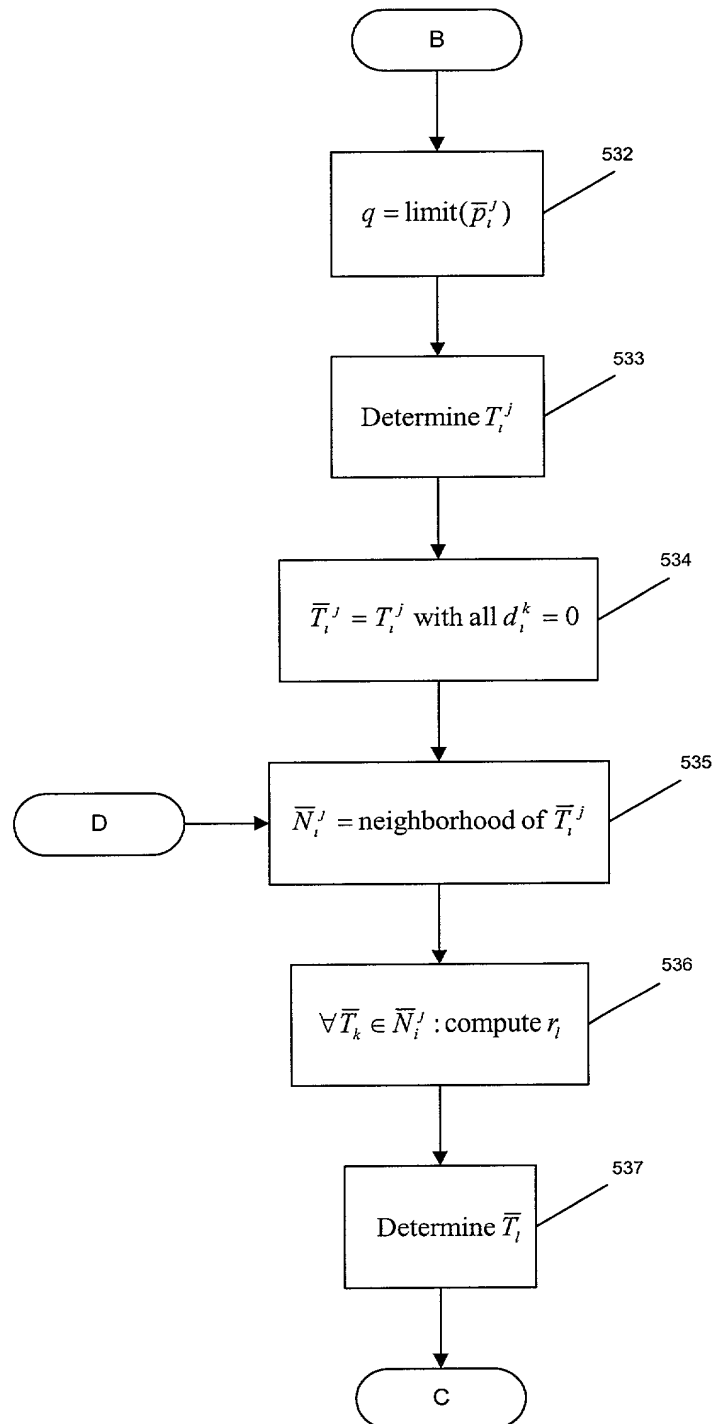 B
532
q = limit(p̅ᵢʲ)
533
Determine Tᵢʲ
534
T̅ᵢʲ = Tᵢʲ with all dᵢᵏ = 0
535
D
N̅ᵢʲ = neighborhood of T̅ᵢʲ
536
∀T̅ₖ ∈ N̅ᵢʲ : compute rₗ
537
Determine T̅ₗ
C